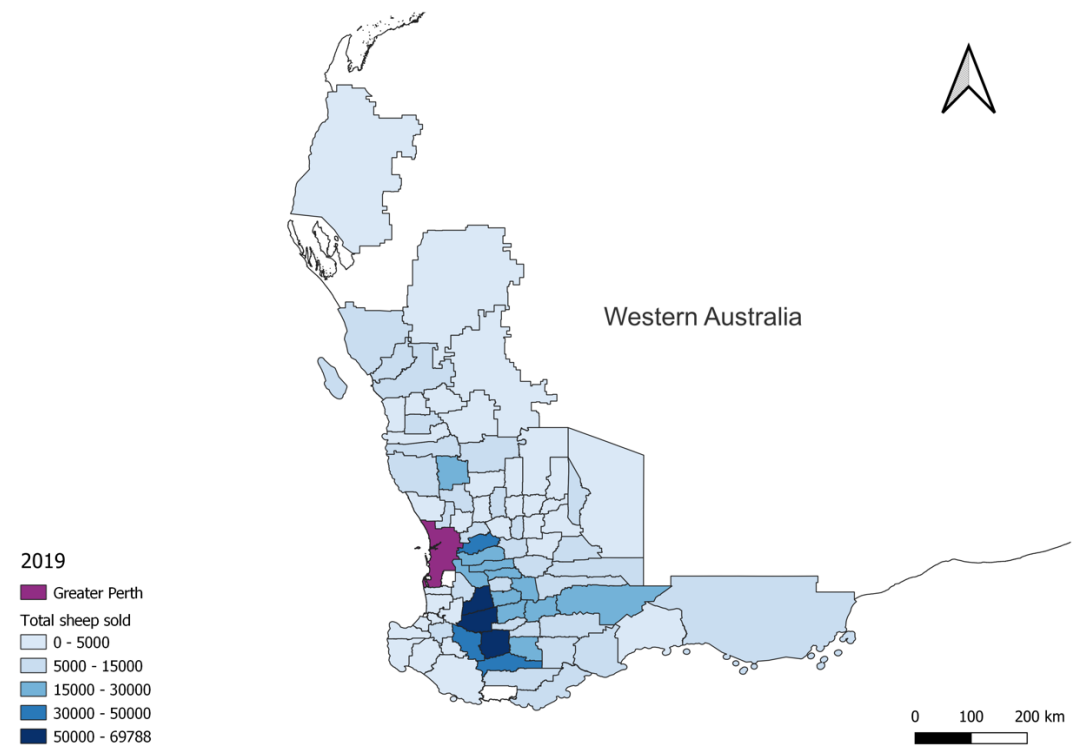 Western Australia
2019
Greater Perth
Total sheep sold
0 - 5000
5000 - 15000
15000 - 30000
30000 - 50000
50000 - 69788
0 100 200 km